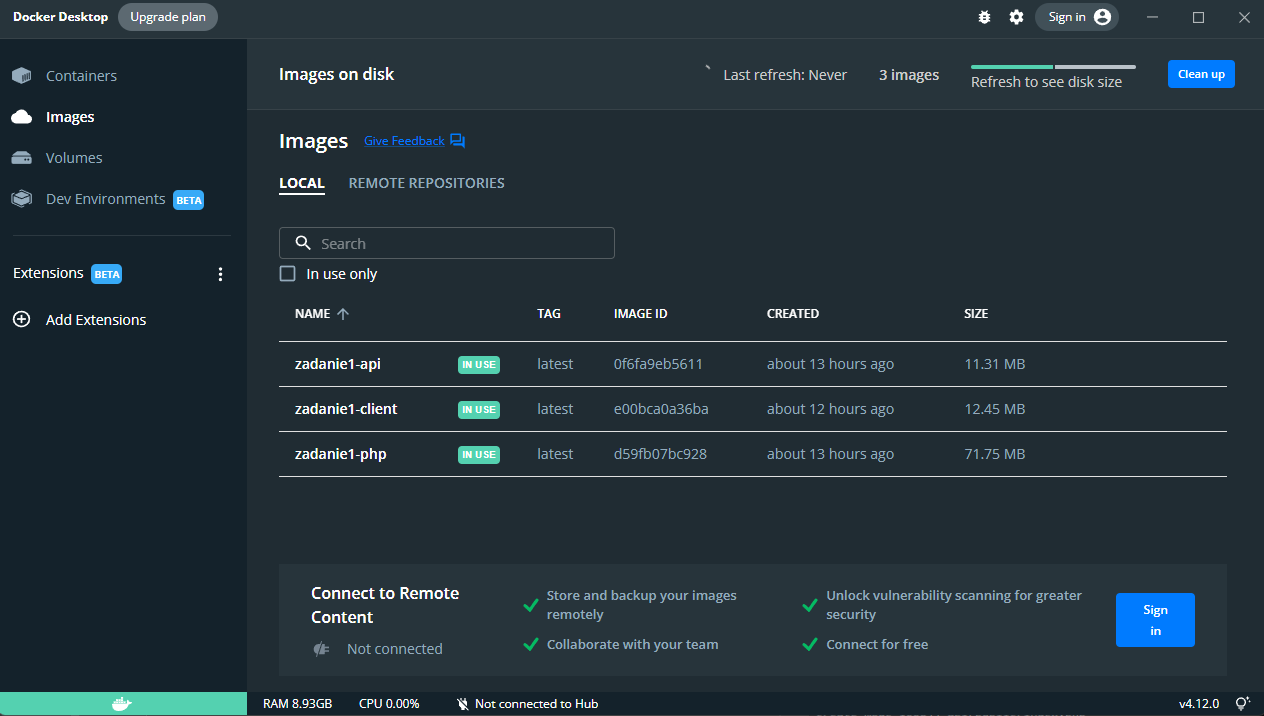 Docker Desktop Upgrade plan Sign in
Containers
Images
Volumes
Dev Environments BETA
Extensions BETA
Add Extensions
Images on disk Last refresh: Never 3 images Refresh to see disk size Clean up
Images Give Feedback
LOCAL REMOTE REPOSITORIES
Search
In use only
NAME TAG IMAGE ID CREATED SIZE
zadanie1-api IN USE latest 0f6fa9eb5611 about 13 hours ago 11.31 MB
zadanie1-client IN USE latest e00bca0a36ba about 12 hours ago 12.45 MB
zadanie1-php IN USE latest d59fb07bc928 about 13 hours ago 71.75 MB
Connect to Remote
Content
Not connected
Store and backup your images
remotely
Collaborate with your team
Unlock vulnerability scanning for greater
security
Connect for free
Sign
in
RAM 8.93GB CPU 0.00% Not connected to Hub v4.12.0